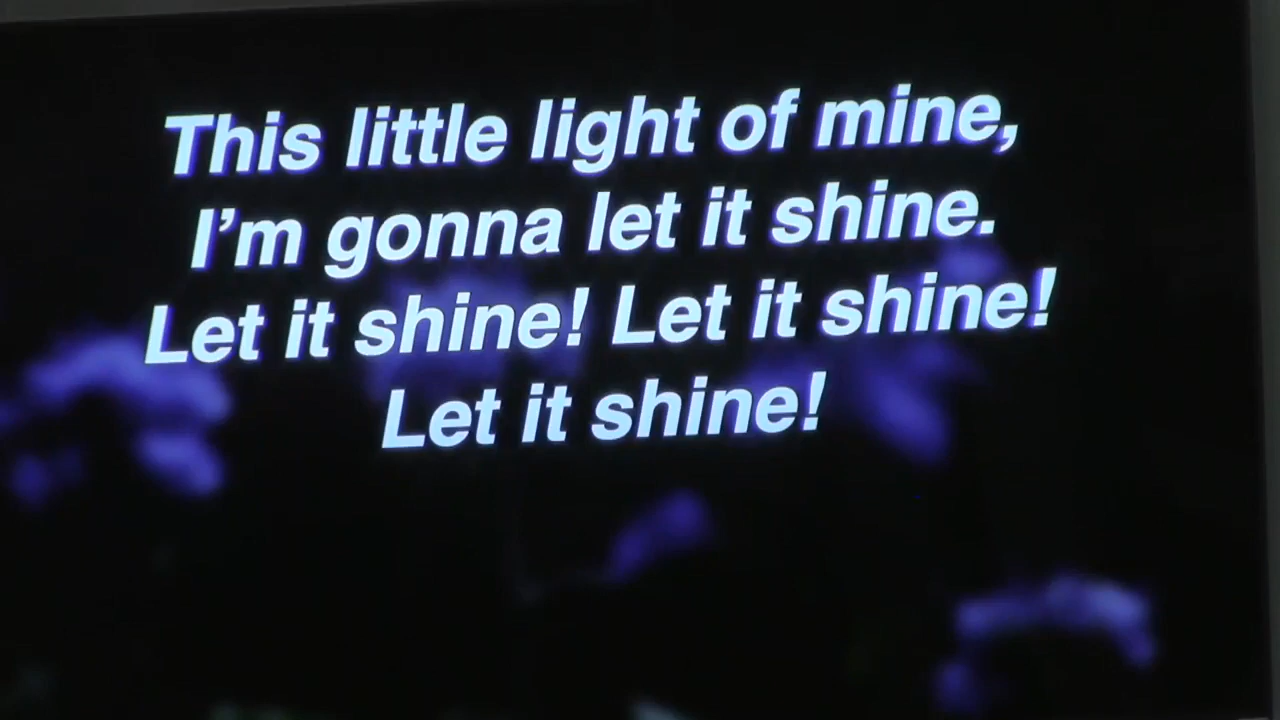 This little light of mine,
I’m gonna let it shine.
Let it shine! Let it shine!
Let it shine!